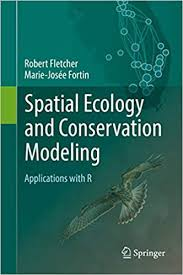 Robert Fletcher
Marie-Josée Fortin
Spatial Ecology
and Conservation
Modeling
Applications with R
Springer